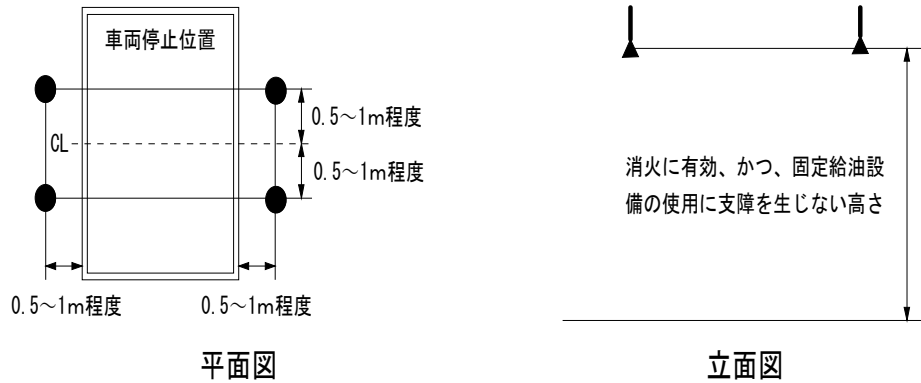 車両停止位置
0.5～1m程度
CL
0.5～1m程度
0.5～1m程度
0.5～1m程度
平面図
消火に有効、かつ、固定給油設
備の使用に支障を生じない高さ
立面図